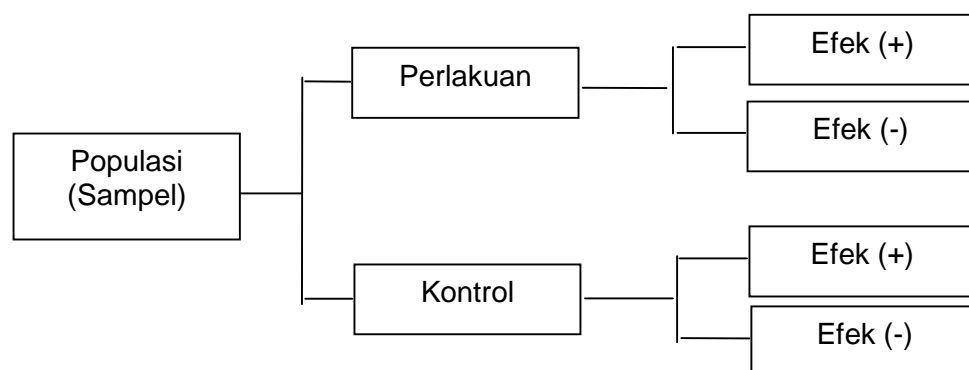 Populasi
(Sampel)
Perlakuan
Efek (+)
Efek (-)
Kontrol
Efek (+)
Efek (-)